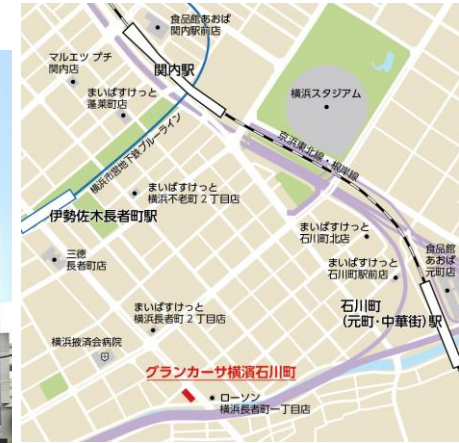 食品館あおば
関内駅前店
マルエツ プチ
関内店
関内駅
まいばすけっと
蓬莱町店
横浜スタジアム
京浜東北線・根岸線
横浜市営地下鉄ブルーライン
まいばすけっと
横浜不老町2丁目店
伊勢佐木長者町駅
三徳
長者町店
まいばすけっと
石川町北店
まいばすけっと
石川町駅前店
食品館
あおば
元町店
まいばすけっと
横浜長者町2丁目店
石川町
(元町・中華街)駅
横浜掖済会病院
グランカーサ横濱石川町
ローソン
横浜長者町一丁目店